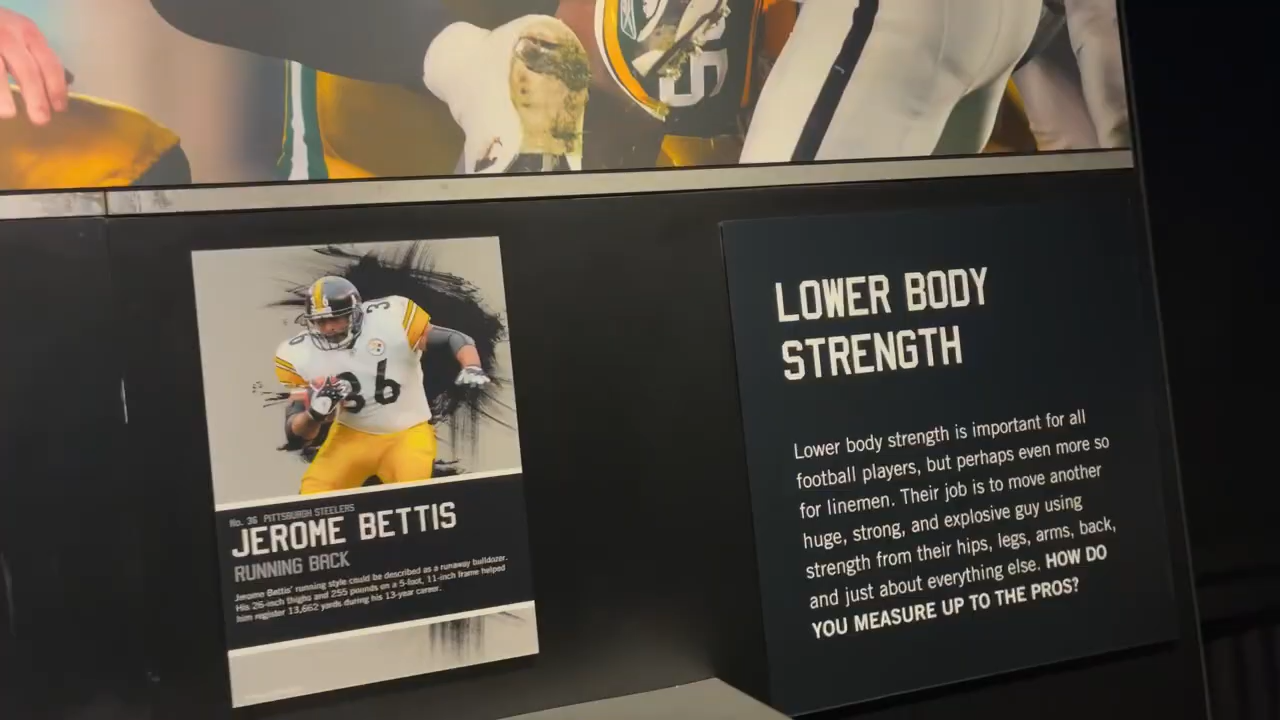 36
36
36
No. 36 PITTSBURGH STEELERS
JEROME BETTIS
RUNNING BACK
Jerome Bettis' running style could be described as a runaway bulldozer.
His 26-inch thighs and 255 pounds on a 5-foot, 11-inch frame helped
him register 13,662 yards during his 13-year career.
LOWER BODY
STRENGTH
Lower body strength is important for all
football players, but perhaps even more so
for linemen. Their job is to move another
huge, strong, and explosive guy using
strength from their hips, legs, arms, back,
and just about everything else. HOW DO
YOU MEASURE UP TO THE PROS?